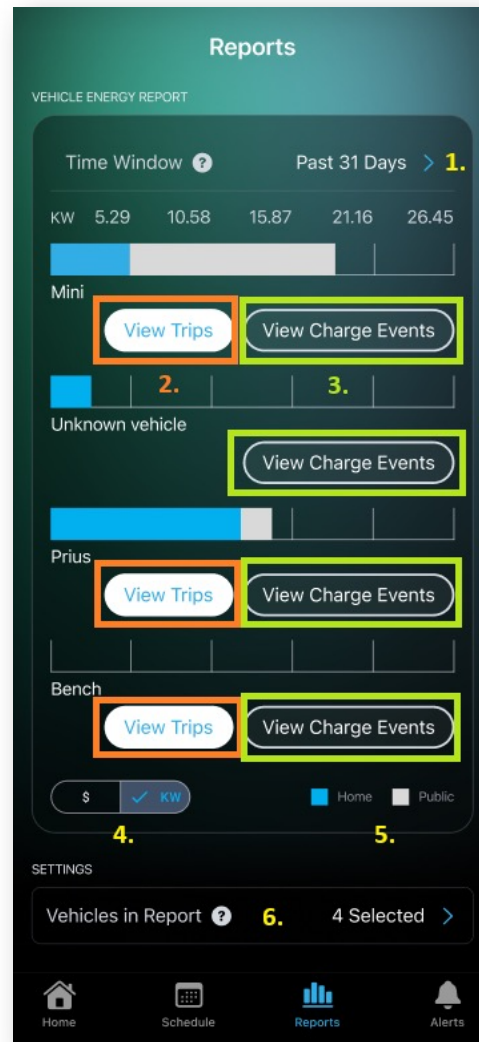 Reports
VEHICLE ENERGY REPORT
Time Window ? Past 31 Days > 1.
KW 5.29 10.58 15.87 21.16 26.45
Mini
View Trips View Charge Events
2. 3.
Unknown vehicle
View Charge Events
Prius
View Trips View Charge Events
Bench
View Trips View Charge Events
$ ✓ KW Home Public
4. 5.
SETTINGS
Vehicles in Report ? 6. 4 Selected >
Home Schedule Reports Alerts